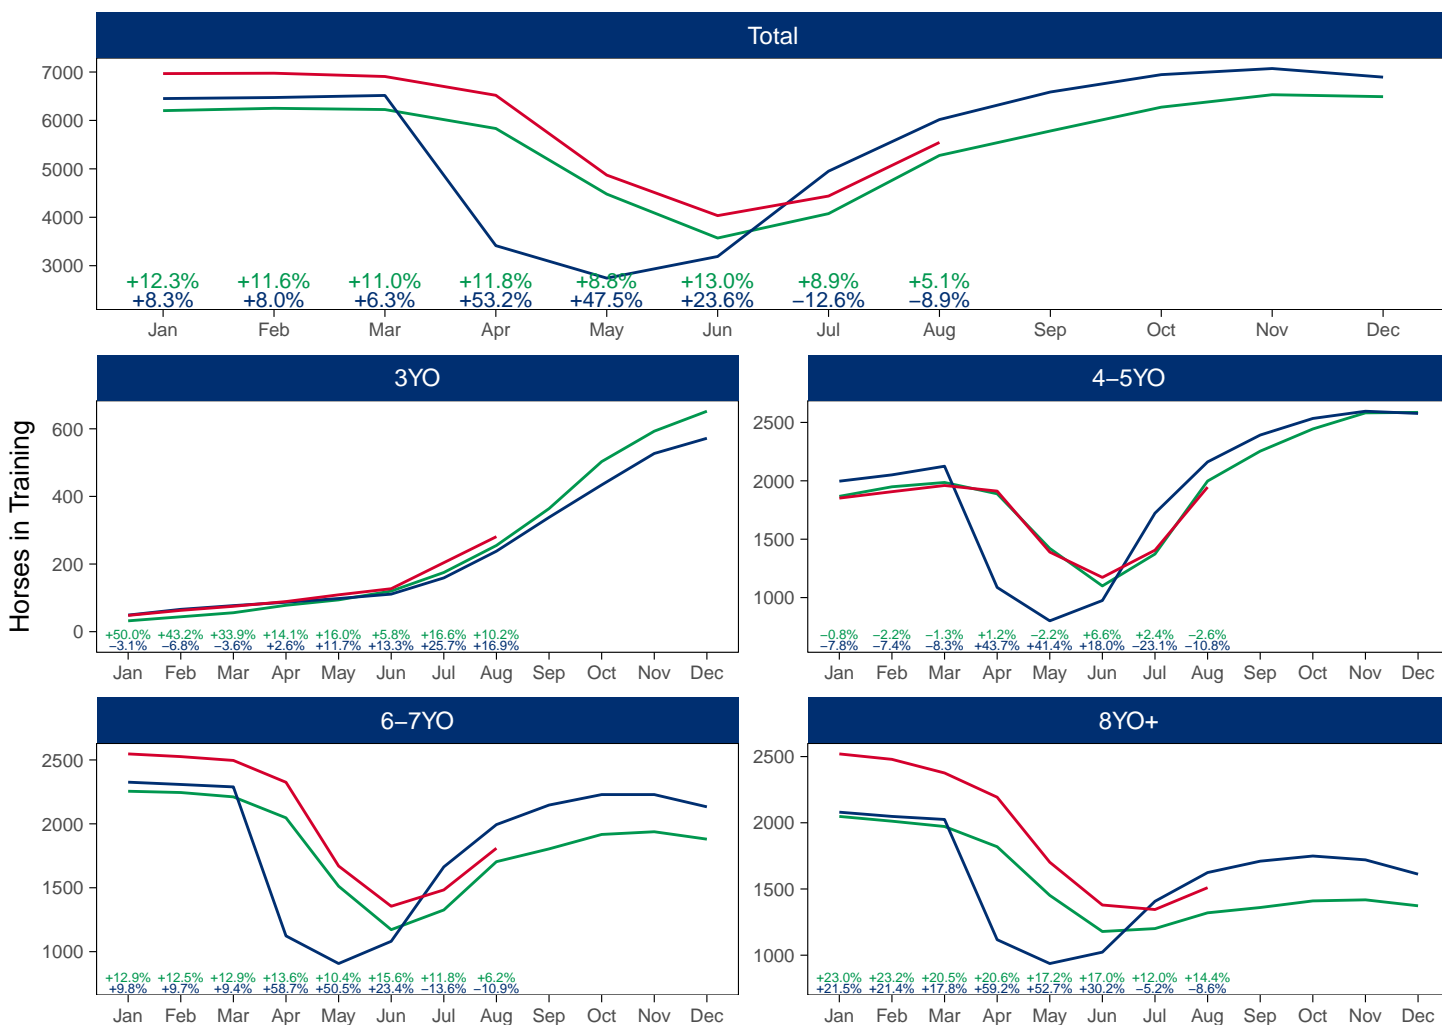 Total
7000
6000
5000
4000
3000
+12.3% +11.6% +11.0% +11.8% +8.8% +13.0% +8.9% +5.1%
+8.3% +8.0% +6.3% +53.2% +47.5% +23.6% −12.6% −8.9%
Jan Feb Mar Apr May Jun Jul Aug Sep Oct Nov Dec
Horses in Training
3YO
600
400
200
0
+50.0% +43.2% +33.9% +14.1% +16.0% +5.8% +16.6% +10.2%
−3.1% −6.8% −3.6% +2.6% +11.7% +13.3% +25.7% +16.9%
Jan Feb Mar Apr May Jun Jul Aug Sep Oct Nov Dec
4–5YO
2500
2000
1500
1000
−0.8% −2.2% −1.3% +1.2% −2.2% +6.6% +2.4% −2.6%
−7.8% −7.4% −8.3% +43.7% +41.4% +18.0% −23.1% −10.8%
Jan Feb Mar Apr May Jun Jul Aug Sep Oct Nov Dec
6–7YO
2500
2000
1500
1000
+12.9% +12.5% +12.9% +13.6% +10.4% +15.6% +11.8% +6.2%
+9.8% +9.7% +9.4% +58.7% +50.5% +23.4% −13.6% −10.9%
Jan Feb Mar Apr May Jun Jul Aug Sep Oct Nov Dec
8YO+
2500
2000
1500
1000
+23.0% +23.2% +20.5% +20.6% +17.2% +17.0% +12.0% +14.4%
+21.5% +21.4% +17.8% +59.2% +52.7% +30.2% −5.2% −8.6%
Jan Feb Mar Apr May Jun Jul Aug Sep Oct Nov Dec